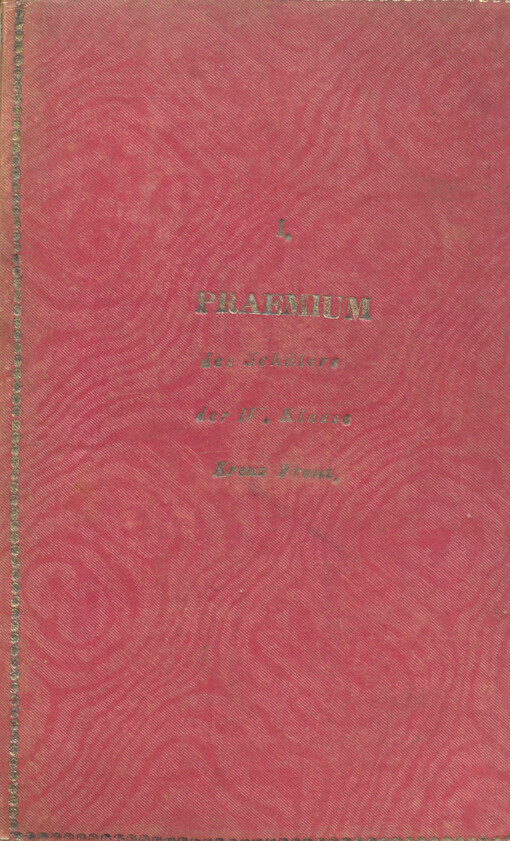 I.
PRAEMIUM
des Schülers
der IV. Klasse
Franz